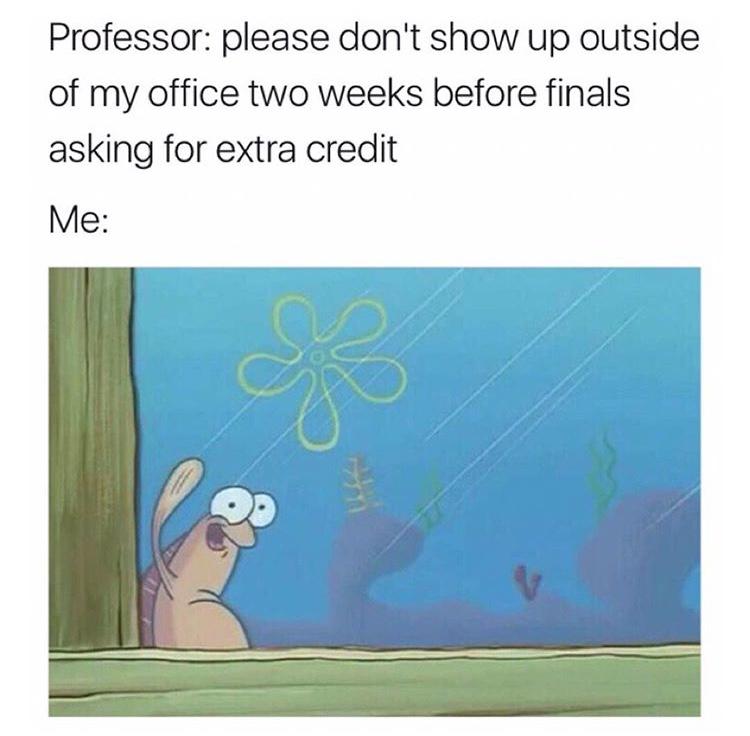 Professor: please don't show up outside
of my office two weeks before finals
asking for extra credit
Me: